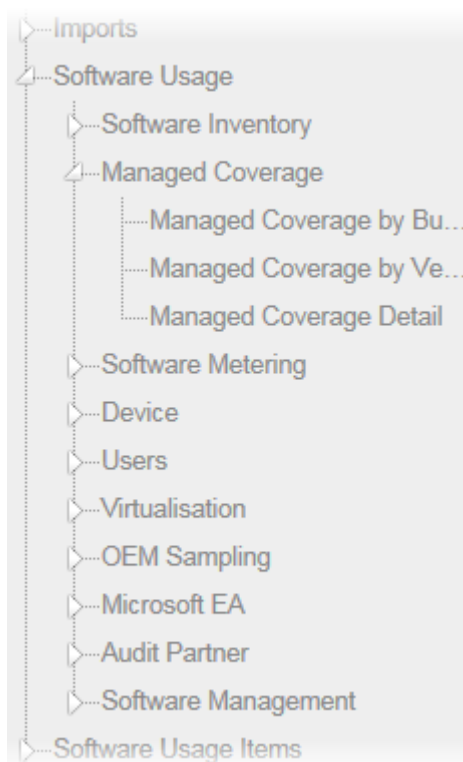 Imports
Software Usage
Software Inventory
Managed Coverage
Managed Coverage by Bu...
Managed Coverage by Ve...
Managed Coverage Detail
Software Metering
Device
Users
Virtualisation
OEM Sampling
Microsoft EA
Audit Partner
Software Management
Software Usage Items